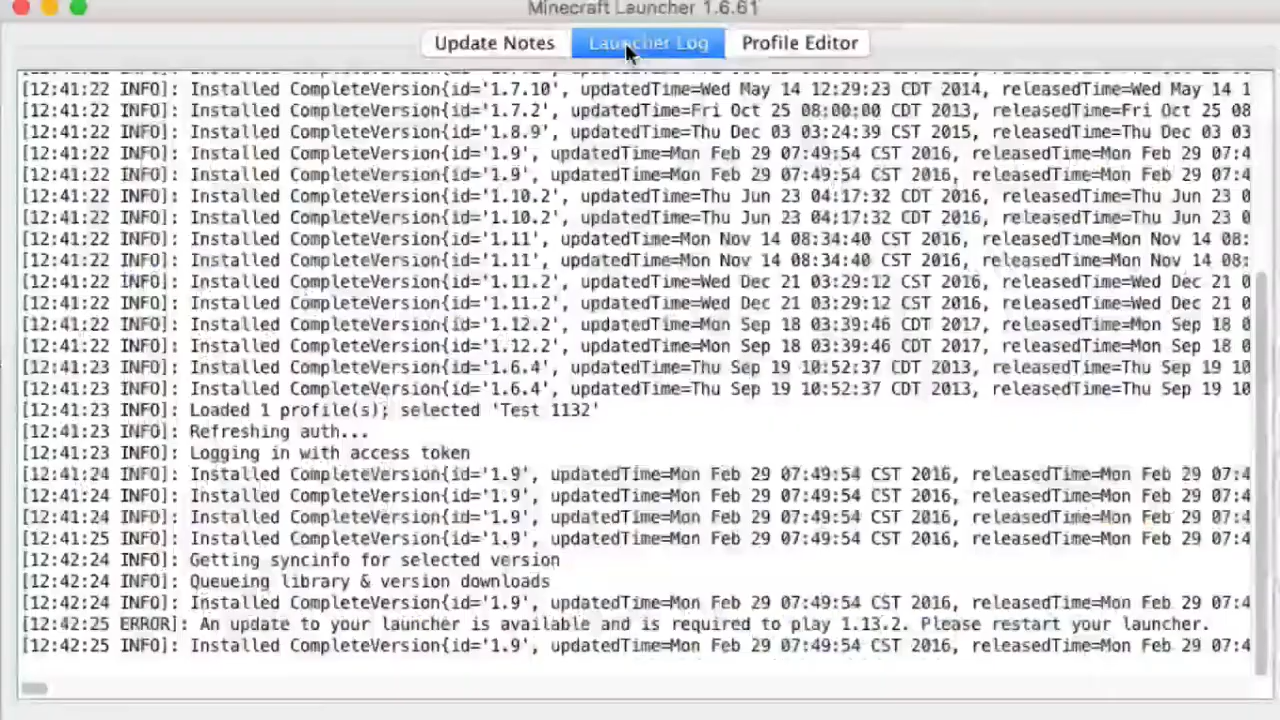 Minecraft Launcher 1.6.61
Update Notes Launcher Log Profile Editor
[12:41:22 INFO]: Installed CompleteVersion{id='1.7.10', updatedTime=Wed May 14 12:29:23 CDT 2014, releasedTime=Wed May 14 1
[12:41:22 INFO]: Installed CompleteVersion{id='1.7.2', updatedTime=Fri Oct 25 08:00:00 CDT 2013, releasedTime=Fri Oct 25 08
[12:41:22 INFO]: Installed CompleteVersion{id='1.8.9', updatedTime=Thu Dec 03 03:24:39 CST 2015, releasedTime=Thu Dec 03 03
[12:41:22 INFO]: Installed CompleteVersion{id='1.9', updatedTime=Mon Feb 29 07:49:54 CST 2016, releasedTime=Mon Feb 29 07:4
[12:41:22 INFO]: Installed CompleteVersion{id='1.9', updatedTime=Mon Feb 29 07:49:54 CST 2016, releasedTime=Mon Feb 29 07:4
[12:41:22 INFO]: Installed CompleteVersion{id='1.10.2', updatedTime=Thu Jun 23 04:17:32 CDT 2016, releasedTime=Thu Jun 23 0
[12:41:22 INFO]: Installed CompleteVersion{id='1.10.2', updatedTime=Thu Jun 23 04:17:32 CDT 2016, releasedTime=Thu Jun 23 0
[12:41:22 INFO]: Installed CompleteVersion{id='1.11', updatedTime=Mon Nov 14 08:34:40 CST 2016, releasedTime=Mon Nov 14 08:
[12:41:22 INFO]: Installed CompleteVersion{id='1.11', updatedTime=Mon Nov 14 08:34:40 CST 2016, releasedTime=Mon Nov 14 08:
[12:41:22 INFO]: Installed CompleteVersion{id='1.11.2', updatedTime=Wed Dec 21 03:29:12 CST 2016, releasedTime=Wed Dec 21 0
[12:41:22 INFO]: Installed CompleteVersion{id='1.11.2', updatedTime=Wed Dec 21 03:29:12 CST 2016, releasedTime=Wed Dec 21 0
[12:41:22 INFO]: Installed CompleteVersion{id='1.12.2', updatedTime=Mon Sep 18 03:39:46 CDT 2017, releasedTime=Mon Sep 18 0
[12:41:22 INFO]: Installed CompleteVersion{id='1.12.2', updatedTime=Mon Sep 18 03:39:46 CDT 2017, releasedTime=Mon Sep 18 0
[12:41:23 INFO]: Installed CompleteVersion{id='1.6.4', updatedTime=Thu Sep 19 10:52:37 CDT 2013, releasedTime=Thu Sep 19 10
[12:41:23 INFO]: Installed CompleteVersion{id='1.6.4', updatedTime=Thu Sep 19 10:52:37 CDT 2013, releasedTime=Thu Sep 19 10
[12:41:23 INFO]: Loaded 1 profile(s); selected 'Test 1132'
[12:41:23 INFO]: Refreshing auth...
[12:41:23 INFO]: Logging in with access token
[12:41:24 INFO]: Installed CompleteVersion{id='1.9', updatedTime=Mon Feb 29 07:49:54 CST 2016, releasedTime=Mon Feb 29 07:4
[12:41:24 INFO]: Installed CompleteVersion{id='1.9', updatedTime=Mon Feb 29 07:49:54 CST 2016, releasedTime=Mon Feb 29 07:4
[12:41:24 INFO]: Installed CompleteVersion{id='1.9', updatedTime=Mon Feb 29 07:49:54 CST 2016, releasedTime=Mon Feb 29 07:4
[12:41:25 INFO]: Installed CompleteVersion{id='1.9', updatedTime=Mon Feb 29 07:49:54 CST 2016, releasedTime=Mon Feb 29 07:4
[12:42:24 INFO]: Getting syncinfo for selected version
[12:42:24 INFO]: Queueing library & version downloads
[12:42:24 INFO]: Installed CompleteVersion{id='1.9', updatedTime=Mon Feb 29 07:49:54 CST 2016, releasedTime=Mon Feb 29 07:4
[12:42:25 ERROR]: An update to your launcher is available and is required to play 1.13.2. Please restart your launcher.
[12:42:25 INFO]: Installed CompleteVersion{id='1.9', updatedTime=Mon Feb 29 07:49:54 CST 2016, releasedTime=Mon Feb 29 07:4